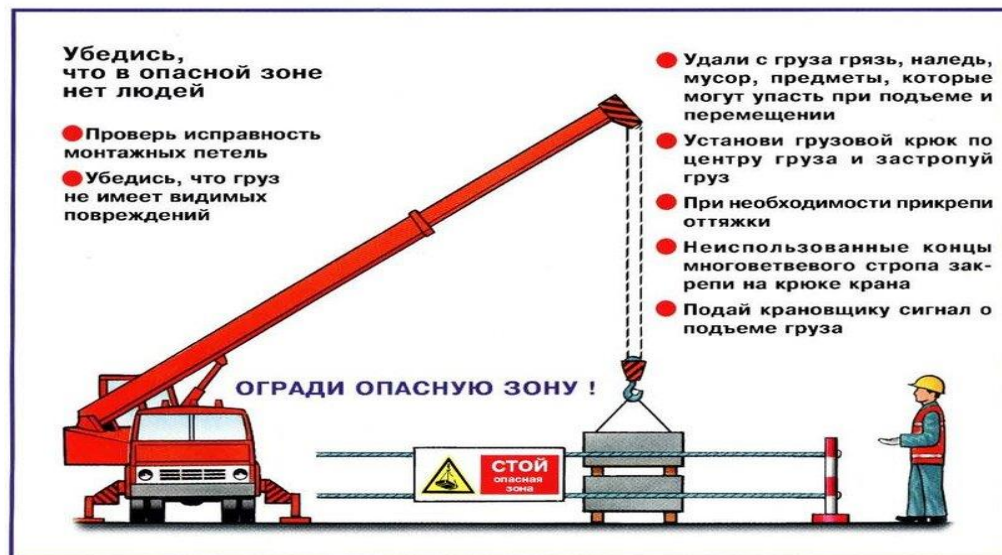 Убедись,
что в опасной зоне
нет людей
Проверь исправность
монтажных петель
Убедись, что груз
не имеет видимых
повреждений
Удали с груза грязь, наледь,
мусор, предметы, которые
могут упасть при подъеме и
перемещении
Установи грузовой крюк по
центру груза и застропуй
груз
При необходимости прикрепи
оттяжки
Неиспользованные концы
многоветвевого стропа зак-
репи на крюке крана
Подай крановщику сигнал о
подъеме груза
ОГРАДИ ОПАСНУЮ ЗОНУ !
СТОЙ
опасная
зона